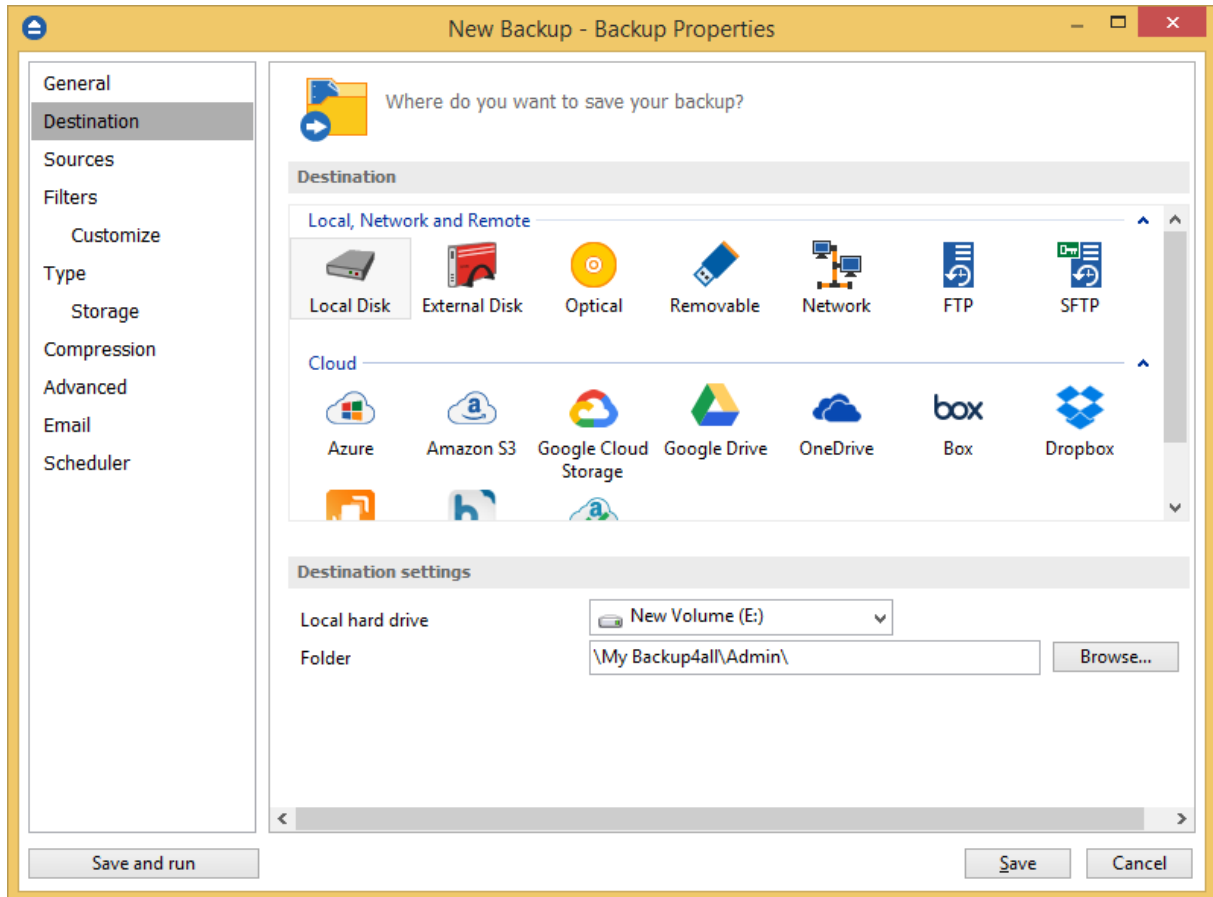 New Backup - Backup Properties
General
Destination
Sources
Filters
Customize
Type
Storage
Compression
Advanced
Email
Scheduler
Where do you want to save your backup?
Destination
Local, Network and Remote
Local Disk
External Disk
Optical
Removable
Network
FTP
SFTP
Cloud
a
box
Azure
Amazon S3
Google Cloud
Storage
Google Drive
OneDrive
Box
Dropbox
b
a
Destination settings
Local hard drive
New Volume (E:)
Folder
\My Backup4all\Admin\
Browse...
Save and run
Save
Cancel